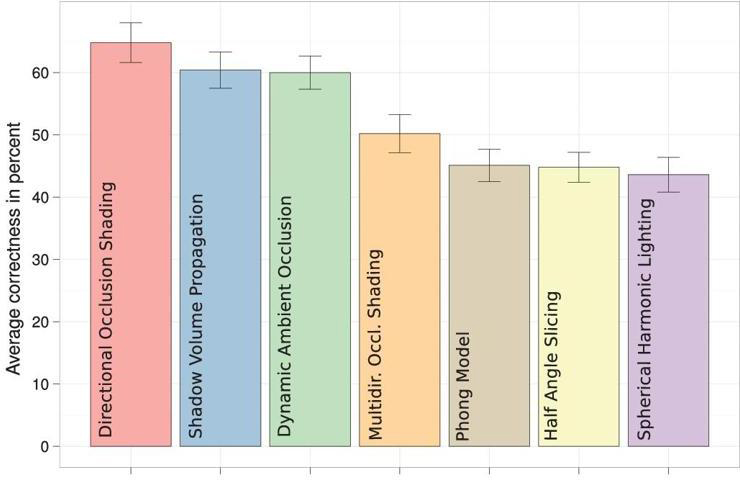 Average correctness in percent
60
50
40
30
20
10
0
Directional Occlusion Shading
Shadow Volume Propagation
Dynamic Ambient Occlusion
Multidir. Occl. Shading
Phong Model
Half Angle Slicing
Spherical Harmonic Lighting